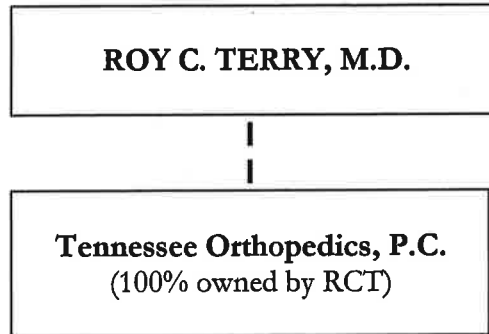 ROY C. TERRY, M.D.
Tennessee Orthopedics, P.C.
(100% owned by RCT)